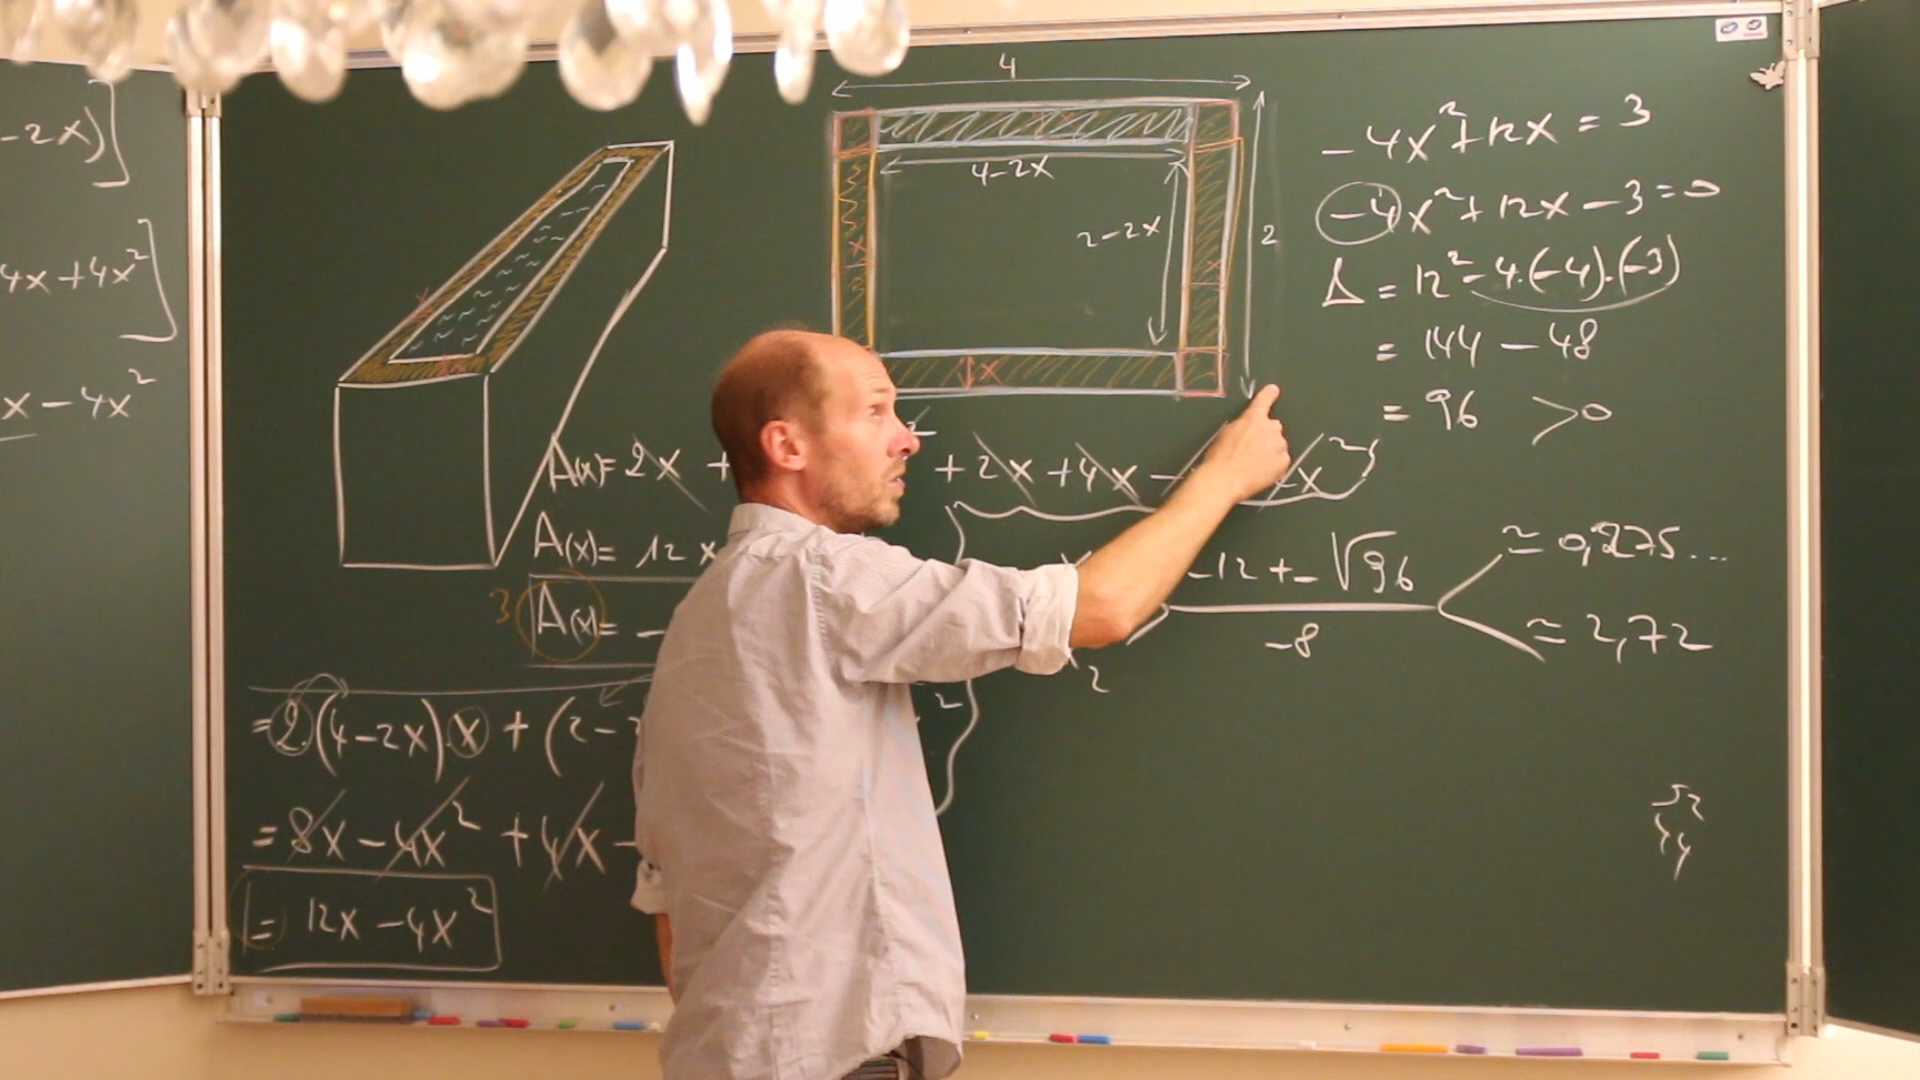 -2x)]
4x+4x²]
x-4x²
4
4-2x
2-2x
2
x
x
x
x
x
A(x)= 2x + + 2x + 4x -
A(x)= 12x
3 A(x)= -
= 2.(4-2x).x + (2-
= 8x - 4x² + 4x -
= 12x - 4x²
-4x²+12x = 3
-4x²+12x-3=0
Δ = 12²-4.(-4).(-3)
= 144 - 48
= 96 >0
-12+-√96
-8
≃ 0,275...
≃ 2,72